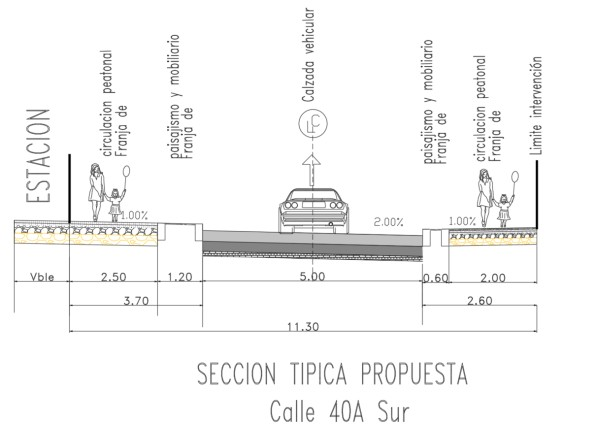 ESTACION
Franja de
circulacion peatonal
Franja de
paisajismo y mobiliario
Calzada vehicular
Franja de
paisajismo y mobiliario
Franja de
circulacion peatonal
Limite intervención
1.00%
2.00%
1.00%
Vble
2.50
1.20
5.00
0.60
2.00
3.70
2.60
11.30
SECCION TIPICA PROPUESTA
Calle 40A Sur